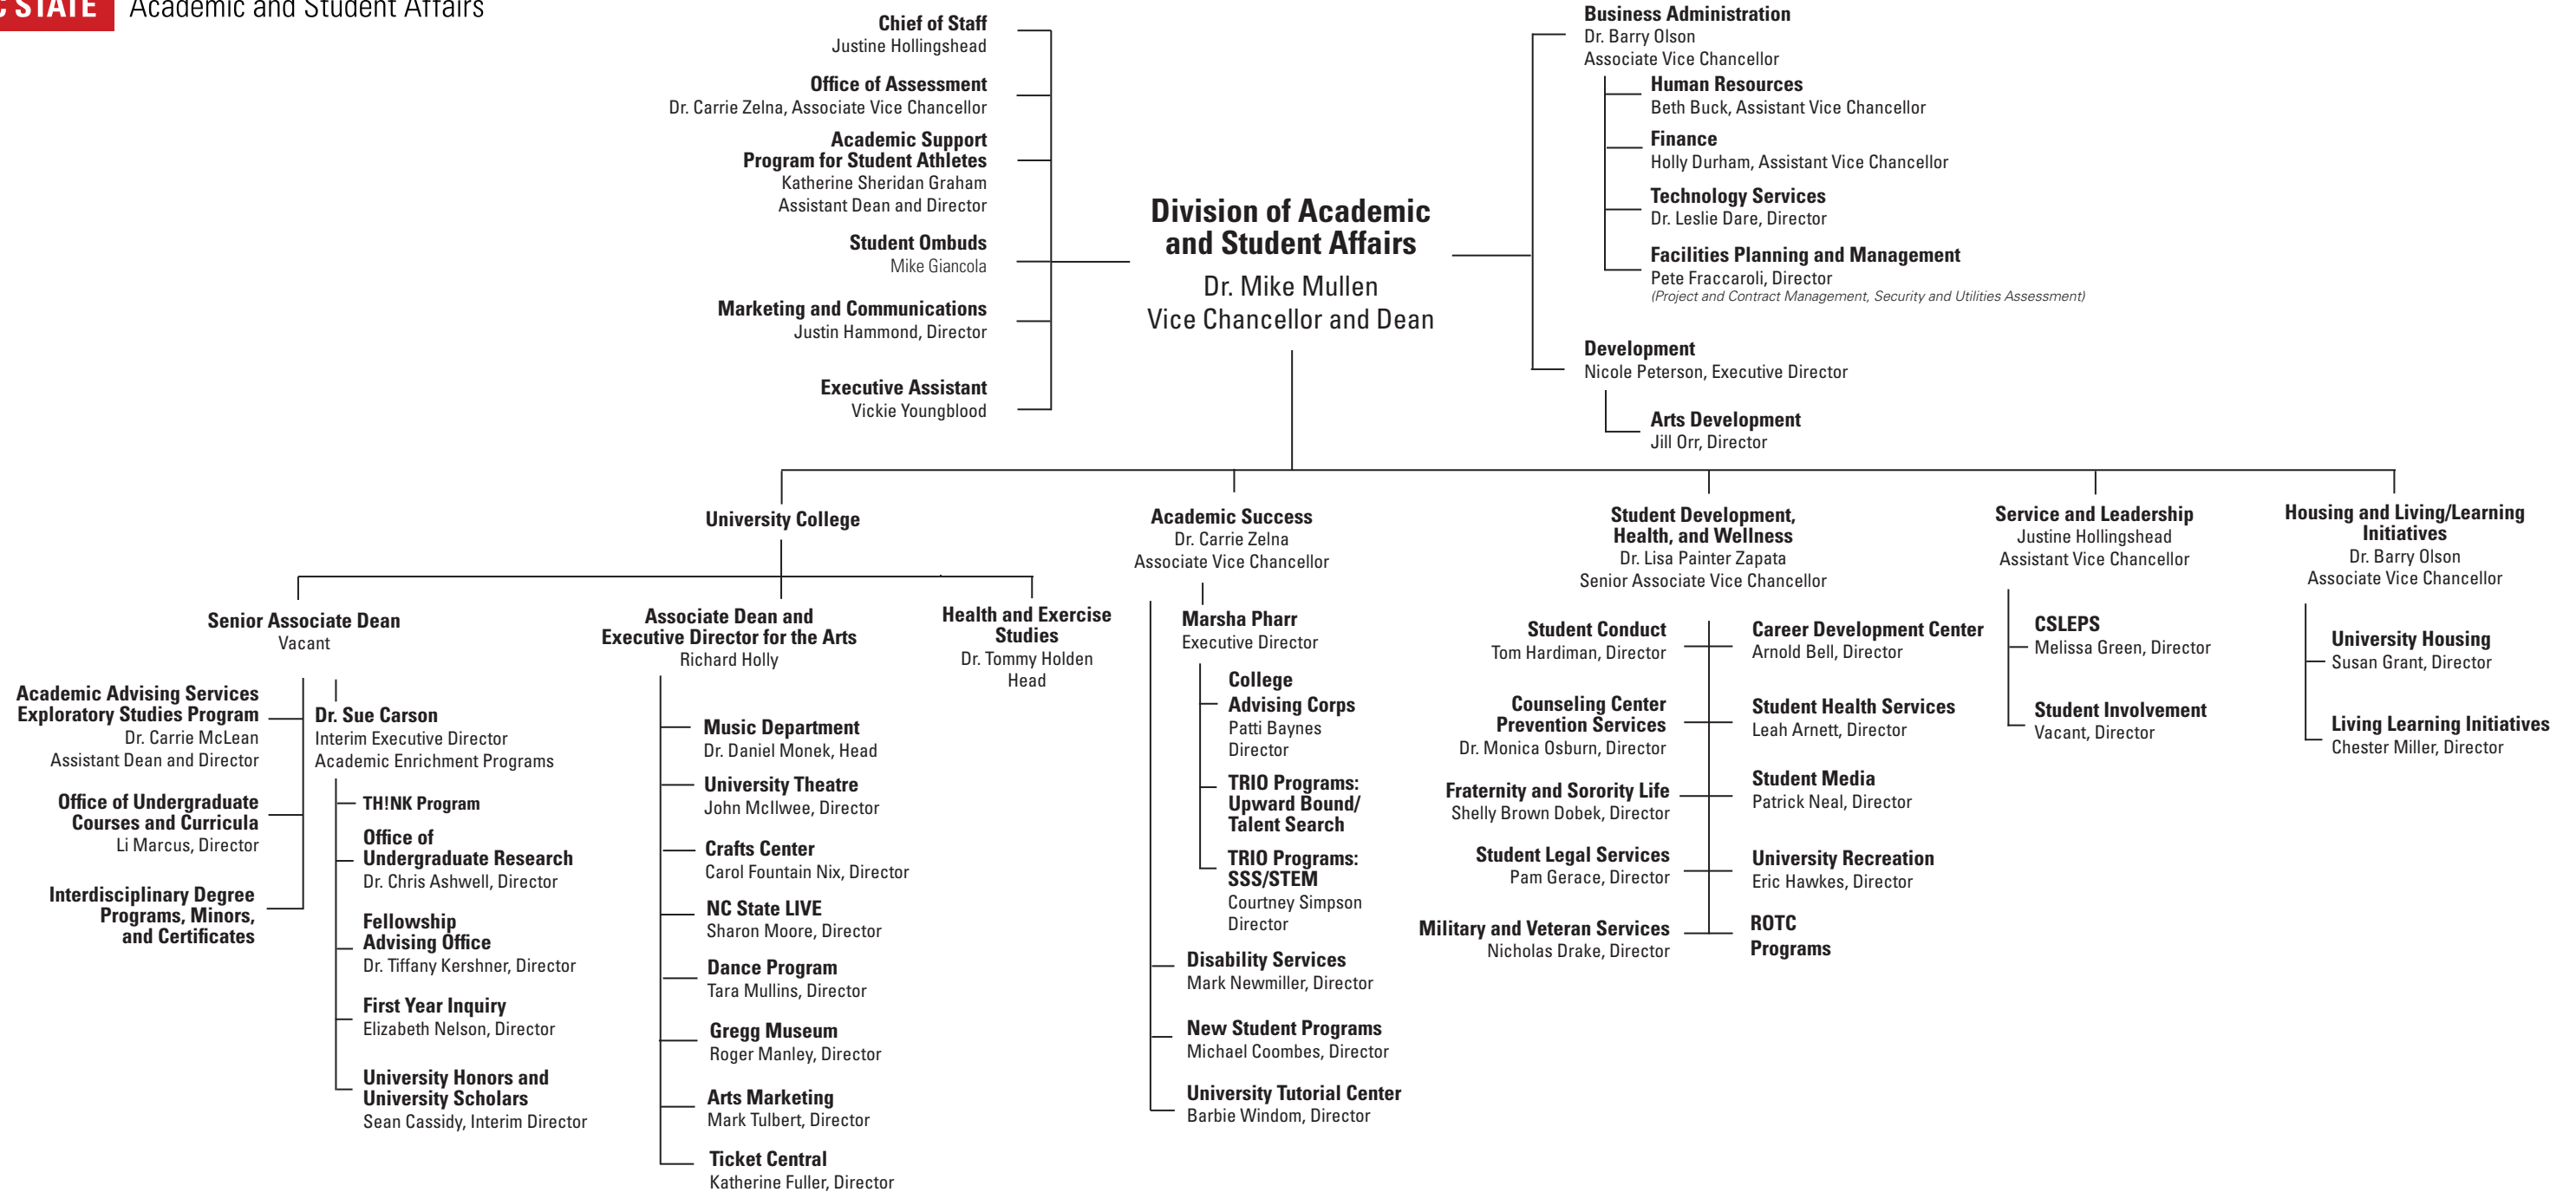 C STATE
Academic and Student Affairs
Chief of Staff
Justine Hollingshead
Office of Assessment
Dr. Carrie Zelna, Associate Vice Chancellor
Academic Support
Program for Student Athletes
Katherine Sheridan Graham
Assistant Dean and Director
Student Ombuds
Mike Giancola
Marketing and Communications
Justin Hammond, Director
Executive Assistant
Vickie Youngblood
Division of Academic
and Student Affairs
Dr. Mike Mullen
Vice Chancellor and Dean
Business Administration
Dr. Barry Olson
Associate Vice Chancellor
Human Resources
Beth Buck, Assistant Vice Chancellor
Finance
Holly Durham, Assistant Vice Chancellor
Technology Services
Dr. Leslie Dare, Director
Facilities Planning and Management
Pete Fraccaroli, Director
(Project and Contract Management, Security and Utilities Assessment)
Development
Nicole Peterson, Executive Director
Arts Development
Jill Orr, Director
University College
Senior Associate Dean
Vacant
Academic Advising Services
Exploratory Studies Program
Dr. Carrie McLean
Assistant Dean and Director
Office of Undergraduate
Courses and Curricula
Li Marcus, Director
Interdisciplinary Degree
Programs, Minors,
and Certificates
Dr. Sue Carson
Interim Executive Director
Academic Enrichment Programs
TH!NK Program
Office of
Undergraduate Research
Dr. Chris Ashwell, Director
Fellowship
Advising Office
Dr. Tiffany Kershner, Director
First Year Inquiry
Elizabeth Nelson, Director
University Honors and
University Scholars
Sean Cassidy, Interim Director
Associate Dean and
Executive Director for the Arts
Richard Holly
Music Department
Dr. Daniel Monek, Head
University Theatre
John McIlwee, Director
Crafts Center
Carol Fountain Nix, Director
NC State LIVE
Sharon Moore, Director
Dance Program
Tara Mullins, Director
Gregg Museum
Roger Manley, Director
Arts Marketing
Mark Tulbert, Director
Ticket Central
Katherine Fuller, Director
Health and Exercise
Studies
Dr. Tommy Holden
Head
Academic Success
Dr. Carrie Zelna
Associate Vice Chancellor
Marsha Pharr
Executive Director
College
Advising Corps
Patti Baynes
Director
TRIO Programs:
Upward Bound/
Talent Search
TRIO Programs:
SSS/STEM
Courtney Simpson
Director
Disability Services
Mark Newmiller, Director
New Student Programs
Michael Coombes, Director
University Tutorial Center
Barbie Windom, Director
Student Development,
Health, and Wellness
Dr. Lisa Painter Zapata
Senior Associate Vice Chancellor
Student Conduct
Tom Hardiman, Director
Counseling Center
Prevention Services
Dr. Monica Osburn, Director
Fraternity and Sorority Life
Shelly Brown Dobek, Director
Student Legal Services
Pam Gerace, Director
Military and Veteran Services
Nicholas Drake, Director
Career Development Center
Arnold Bell, Director
Student Health Services
Leah Arnett, Director
Student Media
Patrick Neal, Director
University Recreation
Eric Hawkes, Director
ROTC
Programs
Service and Leadership
Justine Hollingshead
Assistant Vice Chancellor
CSLEPS
Melissa Green, Director
Student Involvement
Vacant, Director
Housing and Living/Learning
Initiatives
Dr. Barry Olson
Associate Vice Chancellor
University Housing
Susan Grant, Director
Living Learning Initiatives
Chester Miller, Director